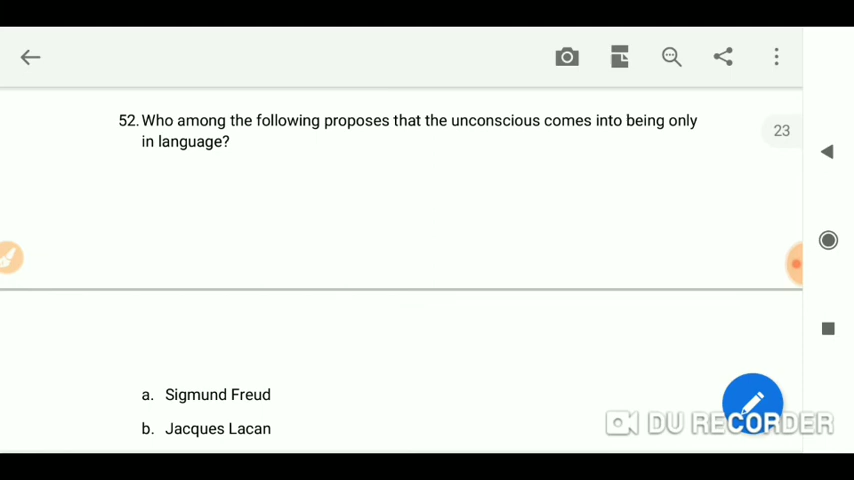 52. Who among the following proposes that the unconscious comes into being only
in language?
23
a. Sigmund Freud
b. Jacques Lacan
DU RECORDER